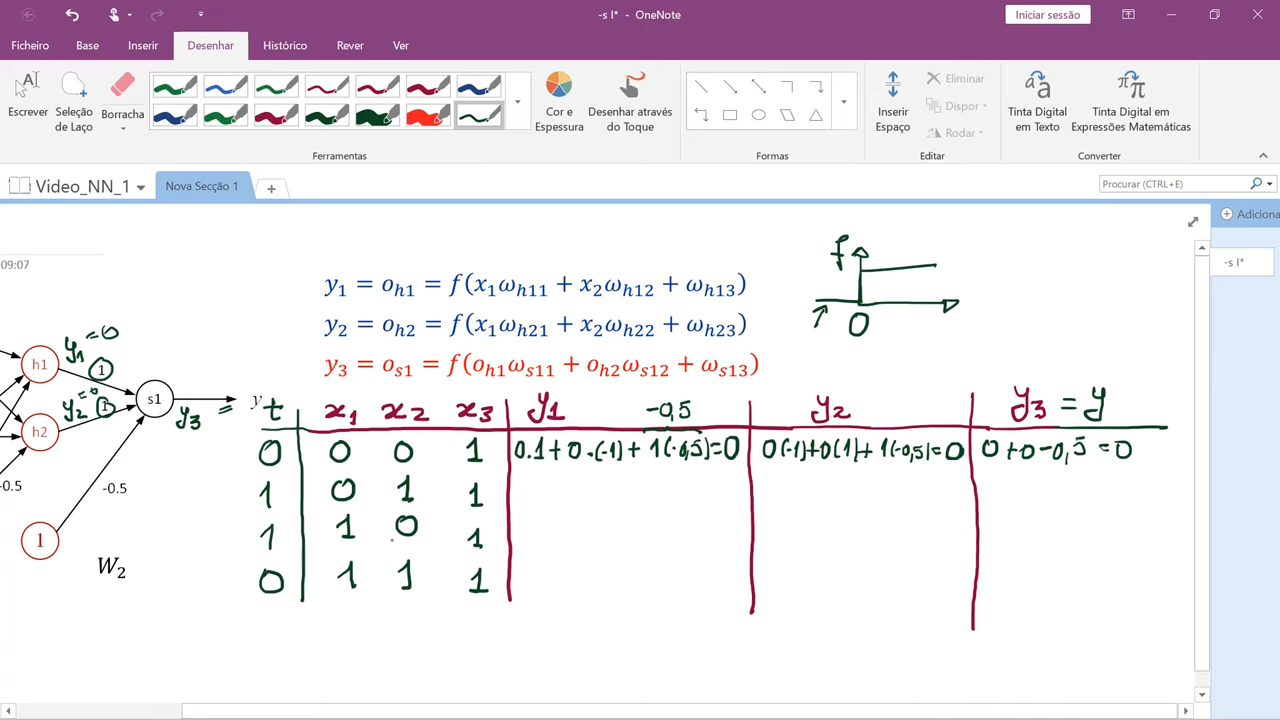 -s l* - OneNote
Iniciar sessão
Ficheiro Base Inserir Desenhar Histórico Rever Ver
Escrever
Seleção de Laço
Borracha
Cor e Espessura
Desenhar através do Toque
Inserir Espaço
Eliminar
Dispor
Rodar
Tinta Digital em Texto
Tinta Digital em Expressões Matemáticas
Ferramentas Formas Editar Converter
Video_NN_1 Nova Secção 1
Procurar (CTRL+E)
Adiciona
-s l*
09:07
f
0
y₁ = o_h1 = f(x₁ω_h11 + x₂ω_h12 + ω_h13)
y₂ = o_h2 = f(x₁ω_h21 + x₂ω_h22 + ω_h23)
y₃ = o_s1 = f(o_h1ω_s11 + o_h2ω_s12 + ω_s13)
y1 =0
h1 1
y2 =0 1
h2
s1
y3 = y
-0.5
-0.5
1
W₂
t x1 x2 x3 y1 -0,5 y2 y3 = y
0 0 0 1 0.1+0.(-1)+1(-0,5)=0 0(-1)+0(1)+1(-0,5)=0 0+0-0,5=0
1 0 1 1
1 1 0 1
0 1 1 1